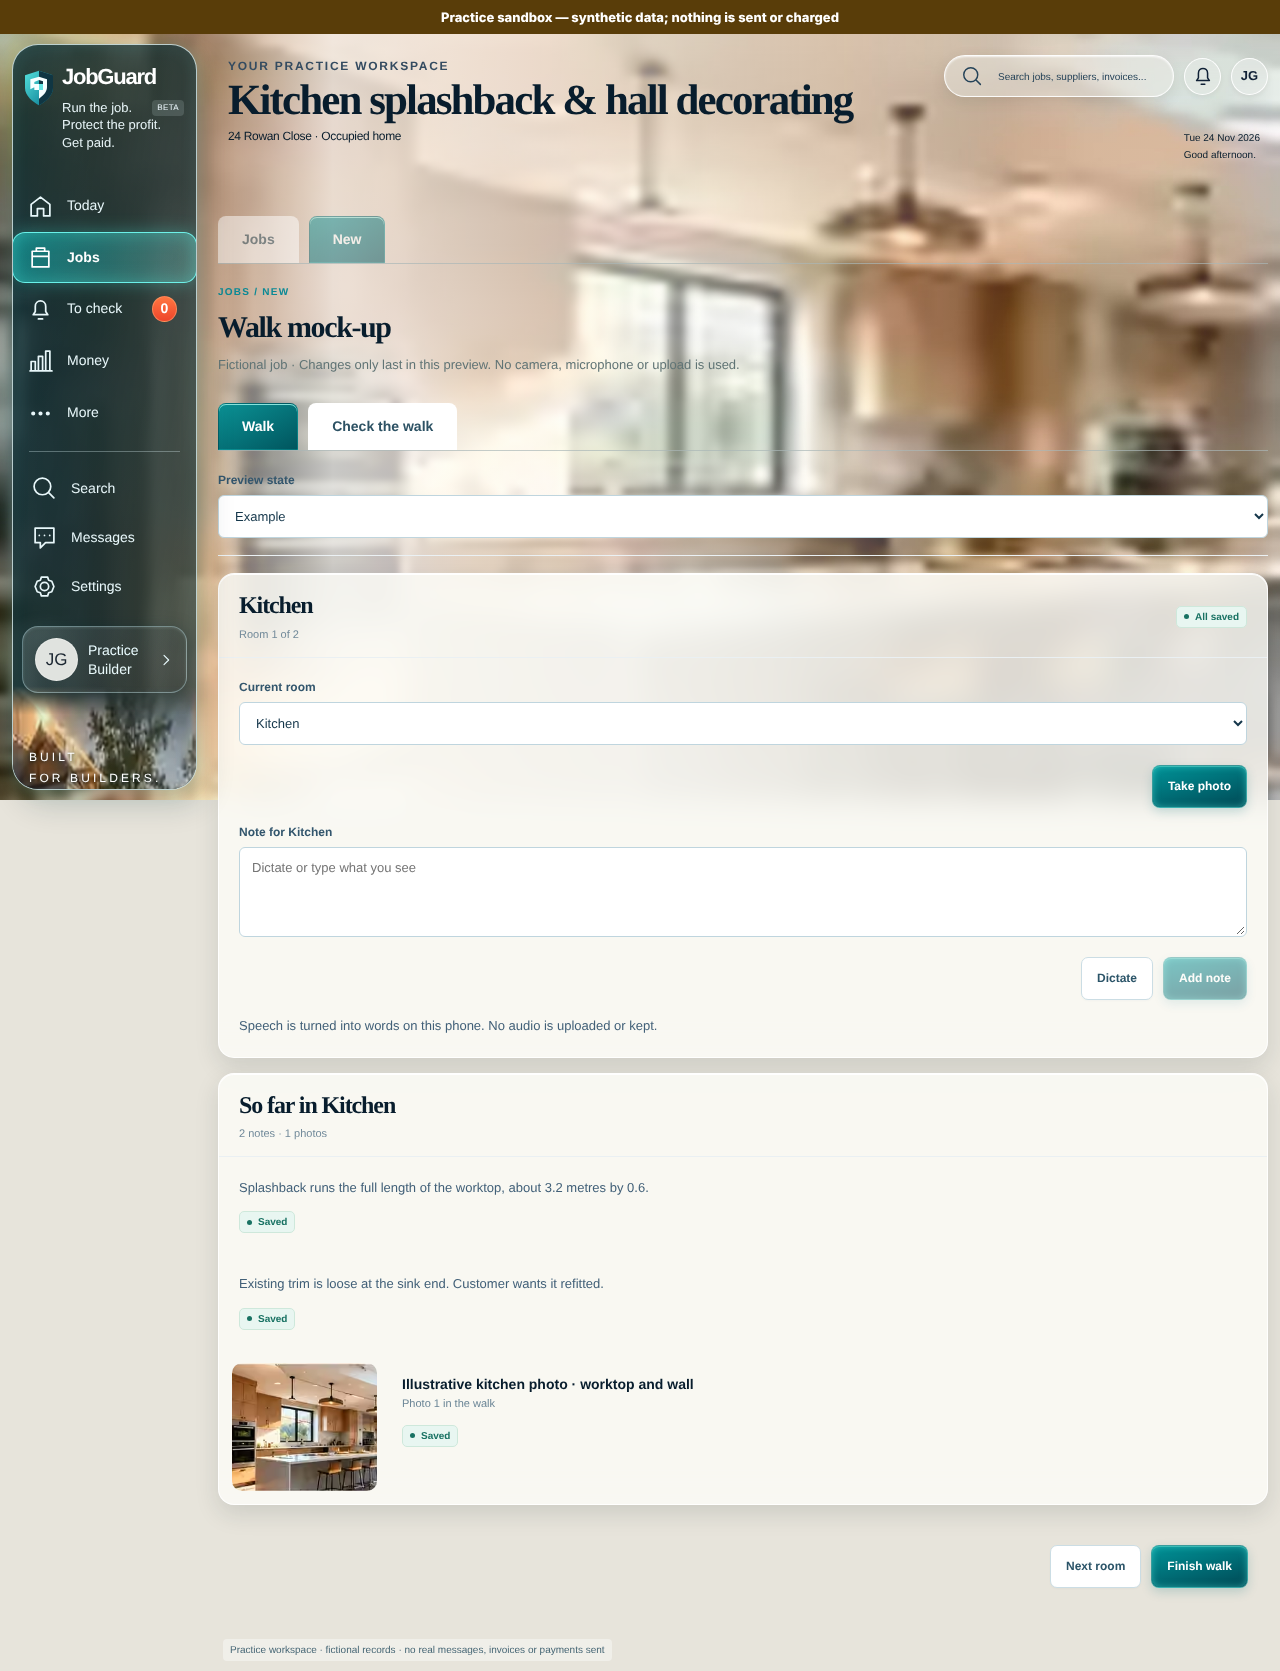 Practice sandbox — synthetic data; nothing is sent or charged
JobGuard
Run the job.
BETA
Protect the profit.
Get paid.
Today
Jobs
To check
0
Money
More
Search
Messages
Settings
JG
Practice
Builder
BUILT
FOR BUILDERS.
YOUR PRACTICE WORKSPACE
Kitchen splashback & hall decorating
24 Rowan Close · Occupied home
Search jobs, suppliers, invoices...
JG
Tue 24 Nov 2026
Good afternoon.
Jobs
New
JOBS / NEW
Walk mock-up
Fictional job · Changes only last in this preview. No camera, microphone or upload is used.
Walk
Check the walk
Preview state
Example
Kitchen
Room 1 of 2
All saved
Current room
Kitchen
Take photo
Note for Kitchen
Dictate or type what you see
Dictate
Add note
Speech is turned into words on this phone. No audio is uploaded or kept.
So far in Kitchen
2 notes · 1 photos
Splashback runs the full length of the worktop, about 3.2 metres by 0.6.
Saved
Existing trim is loose at the sink end. Customer wants it refitted.
Saved
Illustrative kitchen photo · worktop and wall
Photo 1 in the walk
Saved
Next room
Finish walk
Practice workspace · fictional records · no real messages, invoices or payments sent